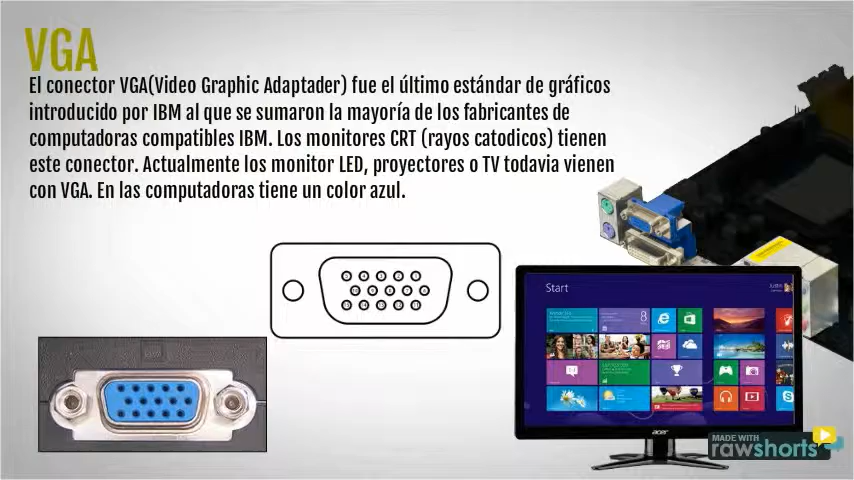 VGA
El conector VGA(Video Graphic Adaptader) fue el último estándar de gráficos
introducido por IBM al que se sumaron la mayoría de los fabricantes de
computadoras compatibles IBM. Los monitores CRT (rayos catodicos) tienen
este conector. Actualmente los monitor LED, proyectores o TV todavia vienen
con VGA. En las computadoras tiene un color azul.
Start
8
acer
MADE WITH
rawshorts